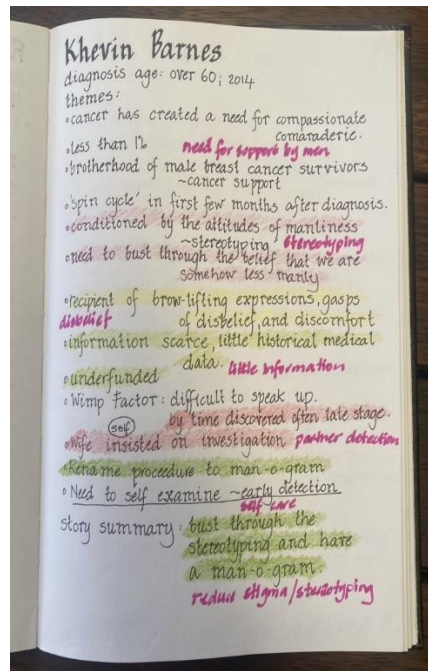 Khevin Barnes
diagnosis age: over 60; 2014
themes:
•cancer has created a need for compassionate
comaraderie.
•less than 1% need for support by men
•brotherhood of male breast cancer survivors
~cancer support
•'spin cycle' in first few months after diagnosis.
•conditioned by the attitudes of manliness
~stereotyping stereotyping
•need to bust through the belief that we are
somehow less manly
•recipient of brow-lifting expressions, gasps
disbelief of disbelief, and discomfort
•information scarce, little historical medical
data. little information
•underfunded
•Wimp Factor: difficult to speak up.
by time discovered often late stage.
self
•Wife insisted on investigation partner detection
•Rename proceedure to man-o-gram
•Need to self examine ~early detection
self care
story summary: bust through the
stereotyping and have
a man-o-gram.
reduce stigma/stereotyping